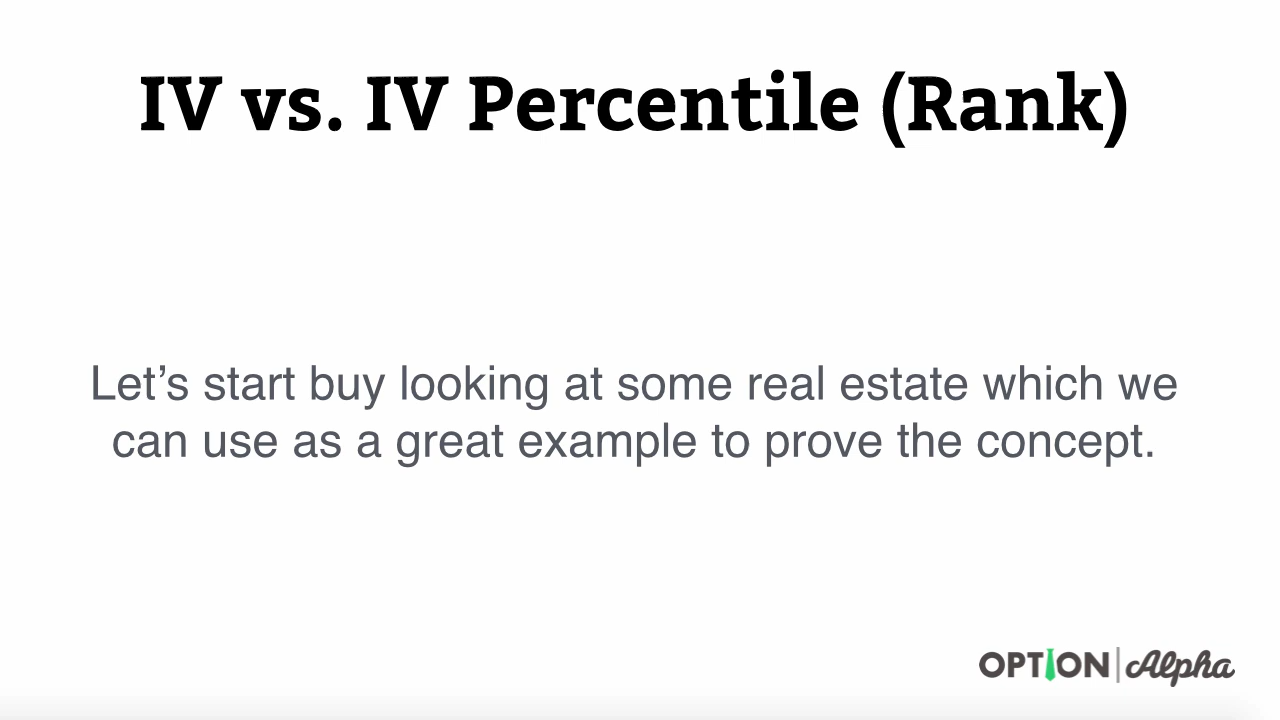 IV vs. IV Percentile (Rank)
Let’s start buy looking at some real estate which we
can use as a great example to prove the concept.
OPTION | Alpha